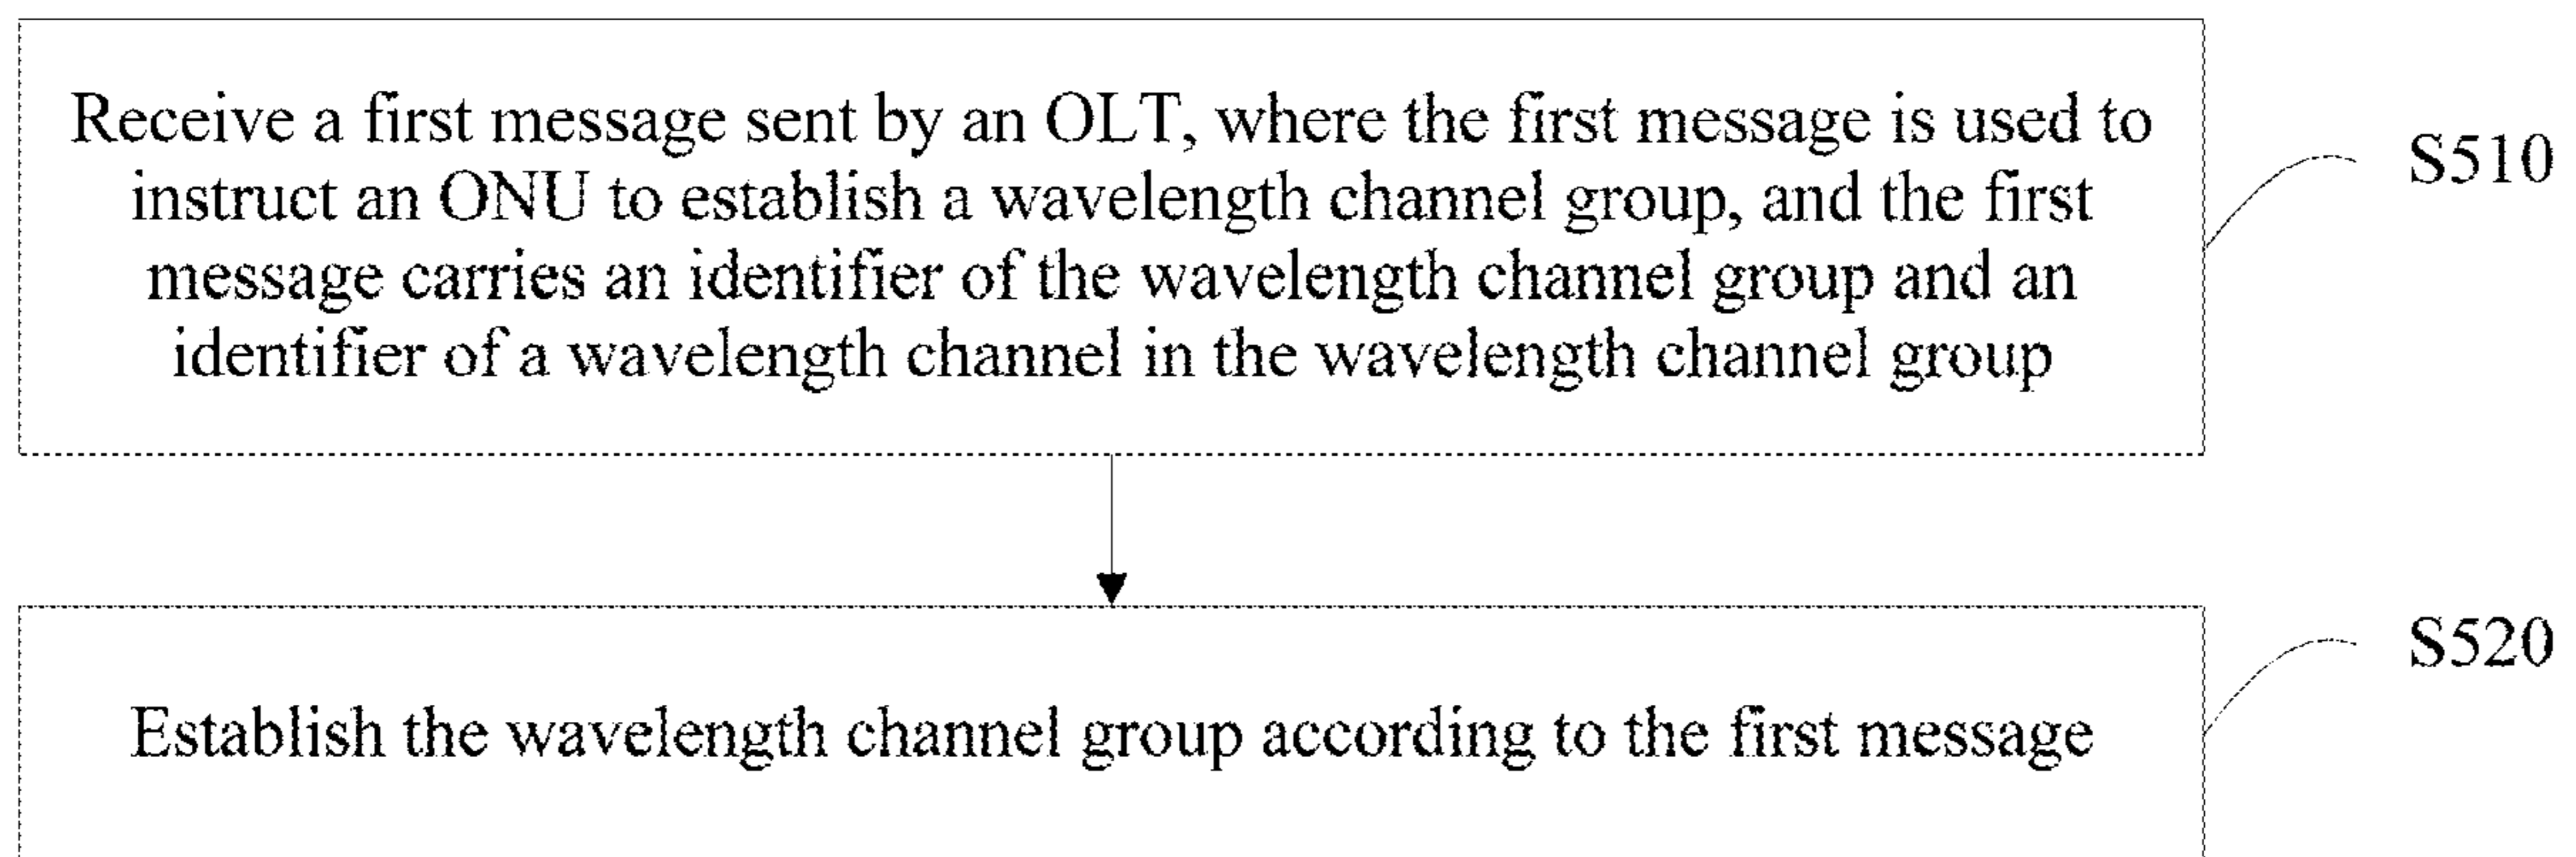 Receive a first message sent by an OLT, where the first message is used to
instruct an ONU to establish a wavelength channel group, and the first
message carries an identifier of the wavelength channel group and an
identifier of a wavelength channel in the wavelength channel group
S510
Establish the wavelength channel group according to the first message
S520